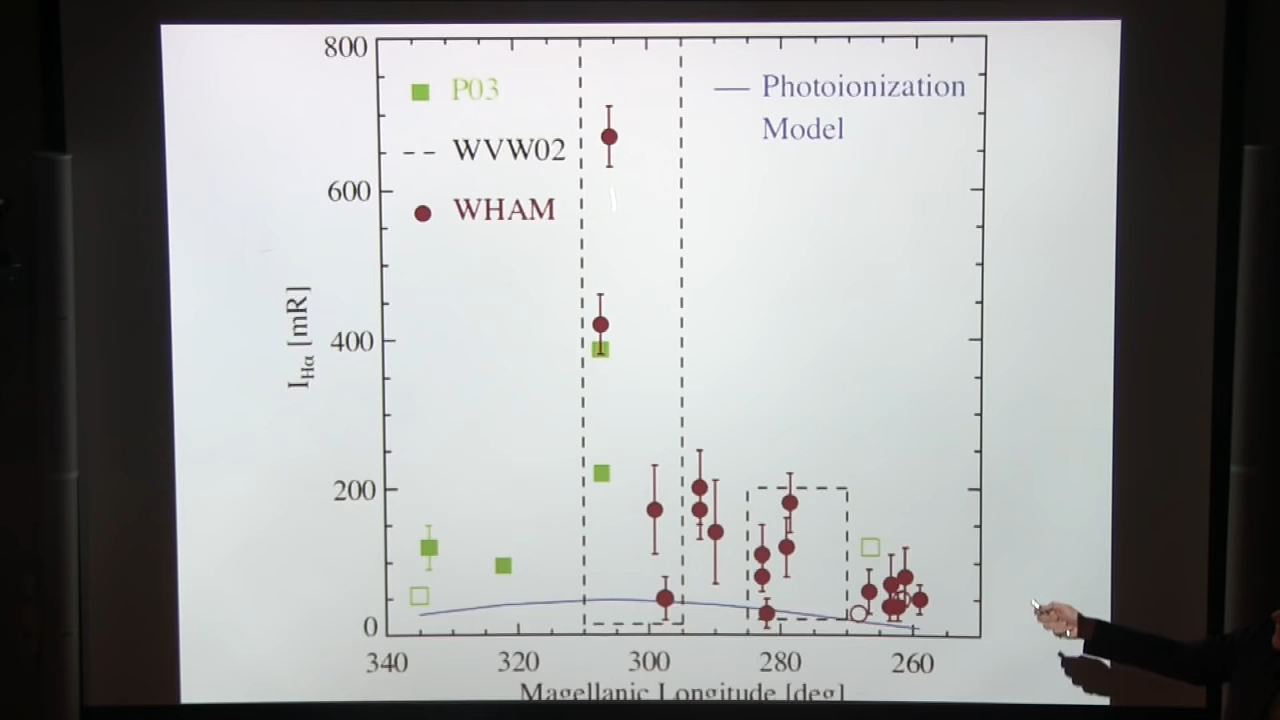 800
P03
Photoionization
Model
WVW02
600
WHAM
I_Hα [mR]
400
200
0
340 320 300 280 260
Magellanic Longitude [deg]